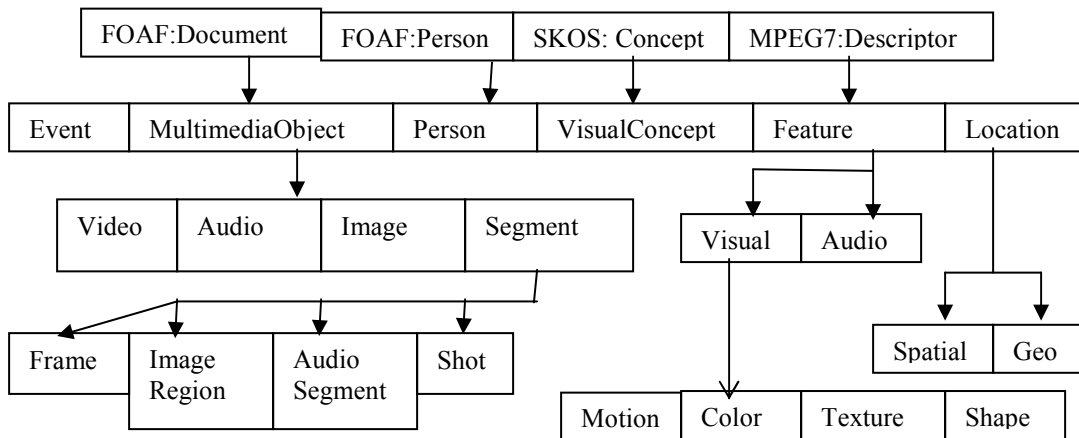 FOAF:Document FOAF:Person SKOS: Concept MPEG7:Descriptor
Event MultimediaObject Person VisualConcept Feature Location
Video Audio Image Segment
Visual Audio
Frame Image Region Audio Segment Shot
Spatial Geo
Motion Color Texture Shape